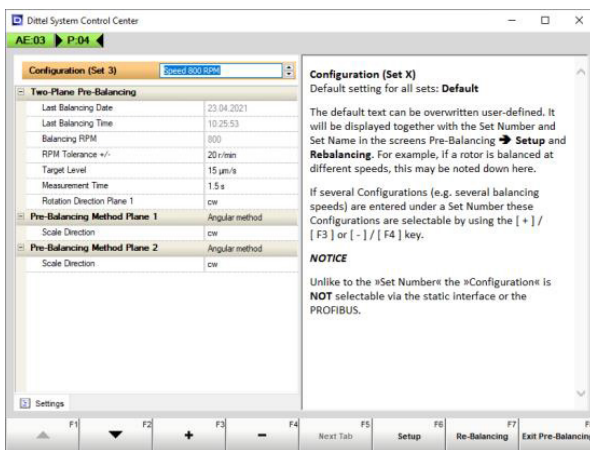 Dittel System Control Center
AE:03 P:04
Configuration (Set 3) Speed 800 RPM
Two-Plane Pre-Balancing
Last Balancing Date 23.04.2021
Last Balancing Time 10:25:53
Balancing RPM 800
RPM Tolerance +/- 20 r/min
Target Level 15 µm/s
Measurement Time 1.5 s
Rotation Direction Plane 1 cw
Pre-Balancing Method Plane 1 Angular method
Scale Direction cw
Pre-Balancing Method Plane 2 Angular method
Scale Direction cw
Settings
Configuration (Set X)
Default setting for all sets: Default
The default text can be overwritten user-defined. It
will be displayed together with the Set Number and
Set Name in the screens Pre-Balancing ➔ Setup and
Rebalancing. For example, if a rotor is balanced at
different speeds, this may be noted down here.
If several Configurations (e.g. several balancing
speeds) are entered under a Set Number these
Configurations are selectable by using the [ + ] /
[ F3 ] or [ - ] / [ F4 ] key.
NOTICE
Unlike to the »Set Number« the »Configuration« is
NOT selectable via the static interface or the
PROFIBUS.
F1 F2 F3 F4 F5 F6 F7 F
+ - Next Tab Setup Re-Balancing Exit Pre-Balancing